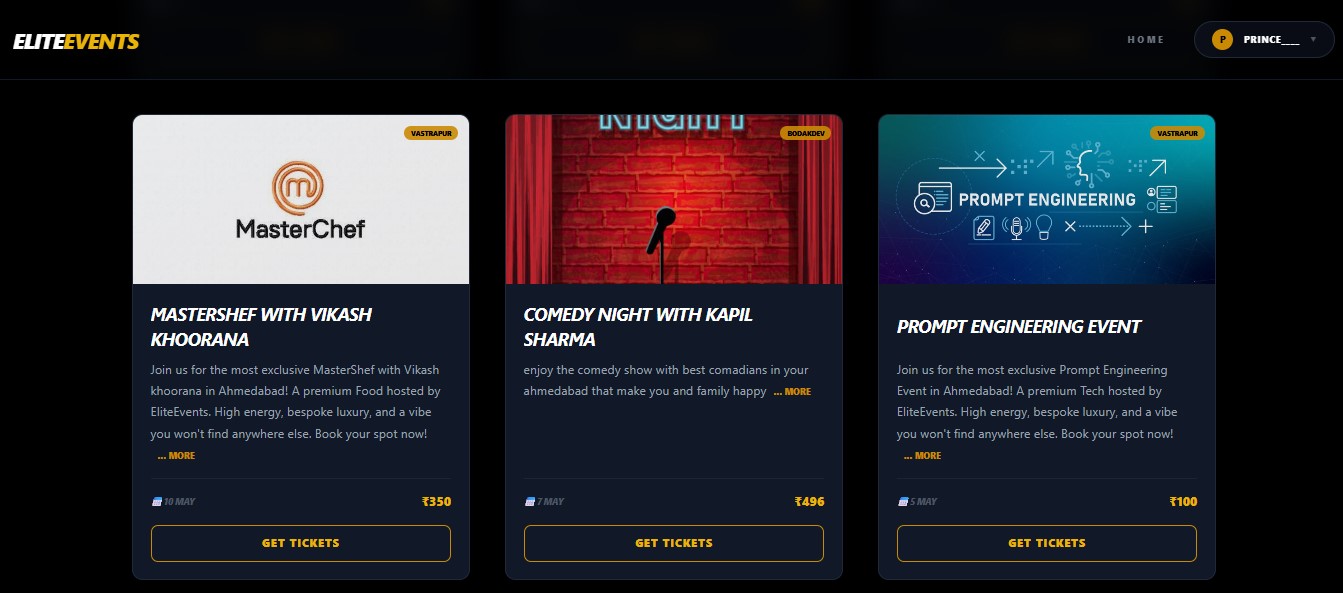 ELITEEVENTS
HOME
P PRINCE___
VASTRAPUR
MasterChef
MASTERSHEF WITH VIKASH
KHOORANA
Join us for the most exclusive MasterShef with Vikash
khoorana in Ahmedabad! A premium Food hosted by
EliteEvents. High energy, bespoke luxury, and a vibe
you won't find anywhere else. Book your spot now!
... MORE
10 MAY
₹350
GET TICKETS
NIGHT
BODAKDEV
COMEDY NIGHT WITH KAPIL
SHARMA
enjoy the comedy show with best comadians in your
ahmedabad that make you and family happy ... MORE
7 MAY
₹496
GET TICKETS
VASTRAPUR
PROMPT ENGINEERING
PROMPT ENGINEERING EVENT
Join us for the most exclusive Prompt Engineering
Event in Ahmedabad! A premium Tech hosted by
EliteEvents. High energy, bespoke luxury, and a vibe
you won't find anywhere else. Book your spot now!
... MORE
5 MAY
₹100
GET TICKETS